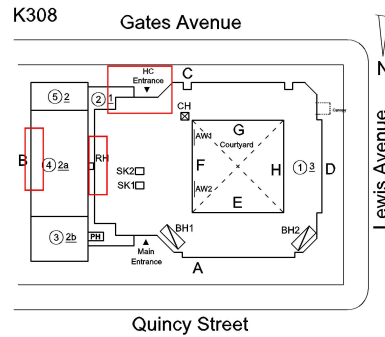 K308
Gates Avenue
N
Lewis Avenue
HC
Entrance
C
5 2
2 1
CH
AW1
G
Courtyard
B
RH
4 2a
SK2
SK1
F
H
1 3
D
AW2
E
3 2b
PH
Main
Entrance
BH1
BH2
A
Quincy Street